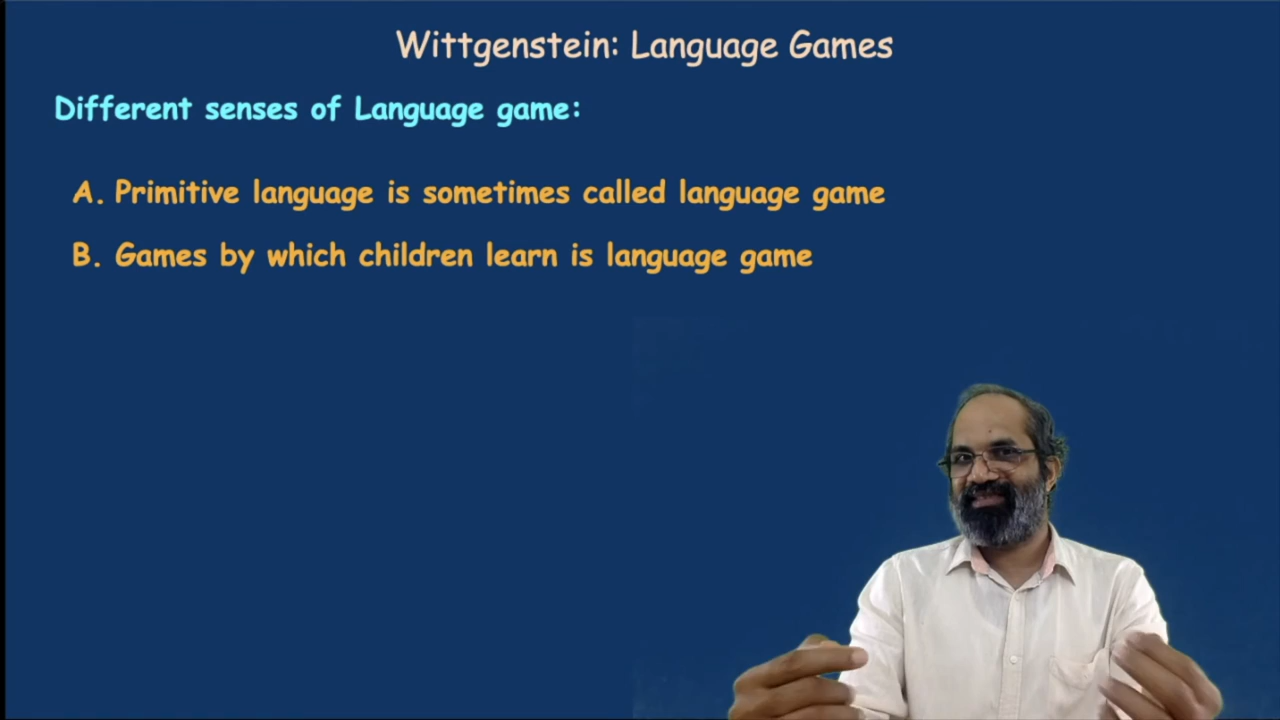 Wittgenstein: Language Games
Different senses of Language game:
A. Primitive language is sometimes called language game
B. Games by which children learn is language game